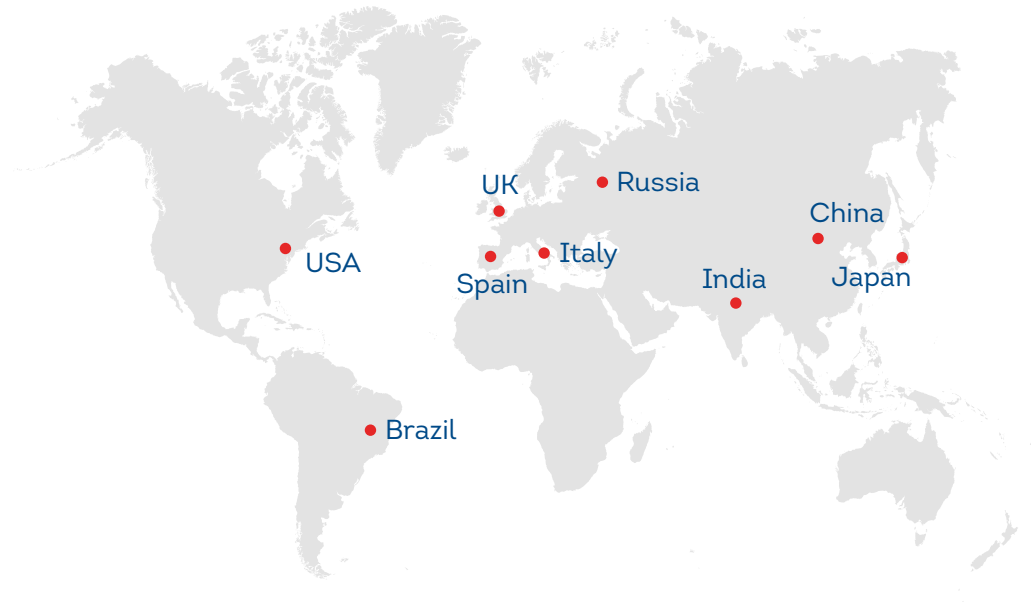 UK
Russia
China
USA
Italy
Spain
India
Japan
Brazil